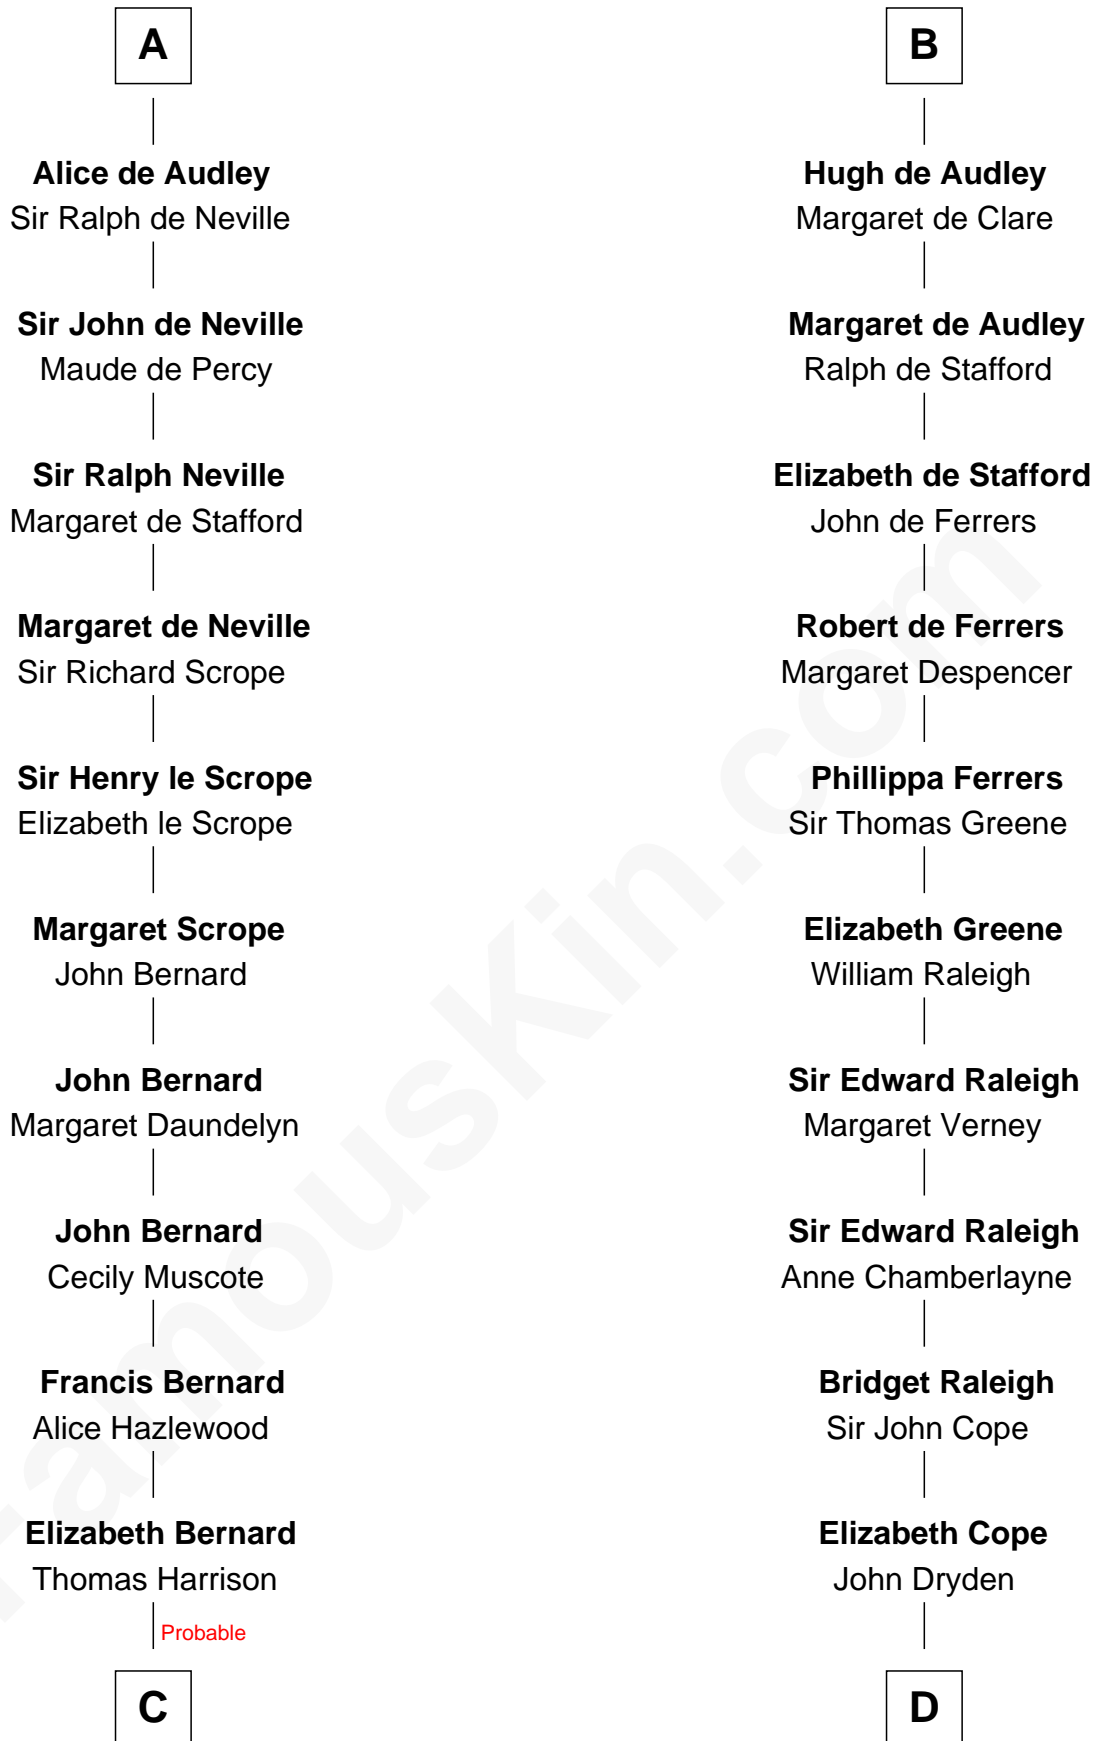 A
Alice de Audley
Sir Ralph de Neville
Sir John de Neville
Maude de Percy
Sir Ralph Neville
Margaret de Stafford
Margaret de Neville
Sir Richard Scrope
Sir Henry le Scrope
Elizabeth le Scrope
Margaret Scrope
John Bernard
John Bernard
Margaret Daundelyn
John Bernard
Cecily Muscote
Francis Bernard
Alice Hazlewood
Elizabeth Bernard
Thomas Harrison
Probable
C
B
Hugh de Audley
Margaret de Clare
Margaret de Audley
Ralph de Stafford
Elizabeth de Stafford
John de Ferrers
Robert de Ferrers
Margaret Despencer
Phillippa Ferrers
Sir Thomas Greene
Elizabeth Greene
William Raleigh
Sir Edward Raleigh
Margaret Verney
Sir Edward Raleigh
Anne Chamberlayne
Bridget Raleigh
Sir John Cope
Elizabeth Cope
John Dryden
D
FamousKin.com